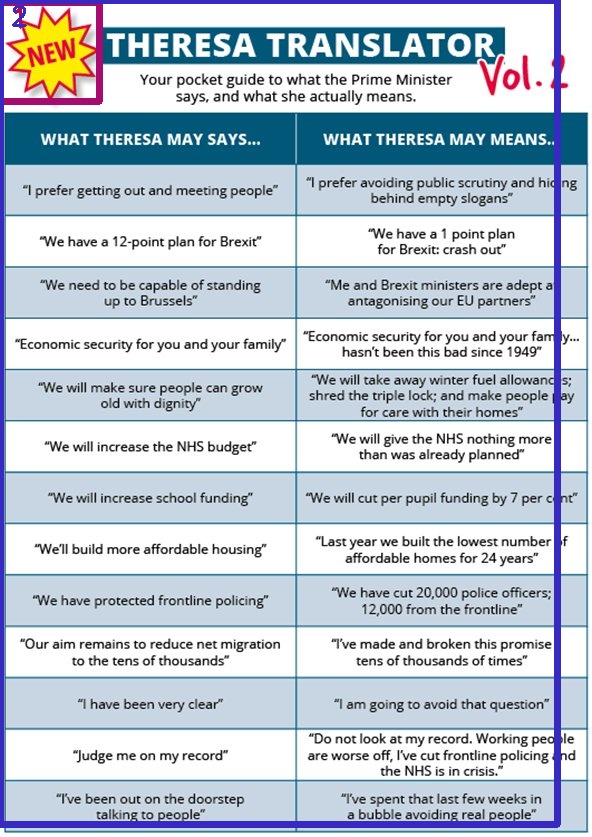 2
NEW
THERESA TRANSLATOR
Vol. 2
Your pocket guide to what the Prime Minister
says, and what she actually means.
WHAT THERESA MAY SAYS...
WHAT THERESA MAY MEANS...
“I prefer getting out and meeting people”
“I prefer avoiding public scrutiny and hiding
behind empty slogans”
“We have a 12-point plan for Brexit”
“We have a 1 point plan
for Brexit: crash out”
“We need to be capable of standing
up to Brussels”
“Me and Brexit ministers are adept at
antagonising our EU partners”
“Economic security for you and your family”
“Economic security for you and your family...
hasn’t been this bad since 1949”
“We will make sure people can grow
old with dignity”
“We will take away winter fuel allowances;
shred the triple lock; and make people pay
for care with their homes”
“We will increase the NHS budget”
“We will give the NHS nothing more
than was already planned”
“We will increase school funding”
“We will cut per pupil funding by 7 per cent”
“We’ll build more affordable housing”
“Last year we built the lowest number of
affordable homes for 24 years”
“We have protected frontline policing”
“We have cut 20,000 police officers;
12,000 from the frontline”
“Our aim remains to reduce net migration
to the tens of thousands”
“I’ve made and broken this promise
tens of thousands of times”
“I have been very clear”
“I am going to avoid that question”
“Judge me on my record”
“Do not look at my record. Working people
are worse off, I’ve cut frontline policing and
the NHS is in crisis.”
“I’ve been out on the doorstep
talking to people”
“I’ve spent that last few weeks in
a bubble avoiding real people”